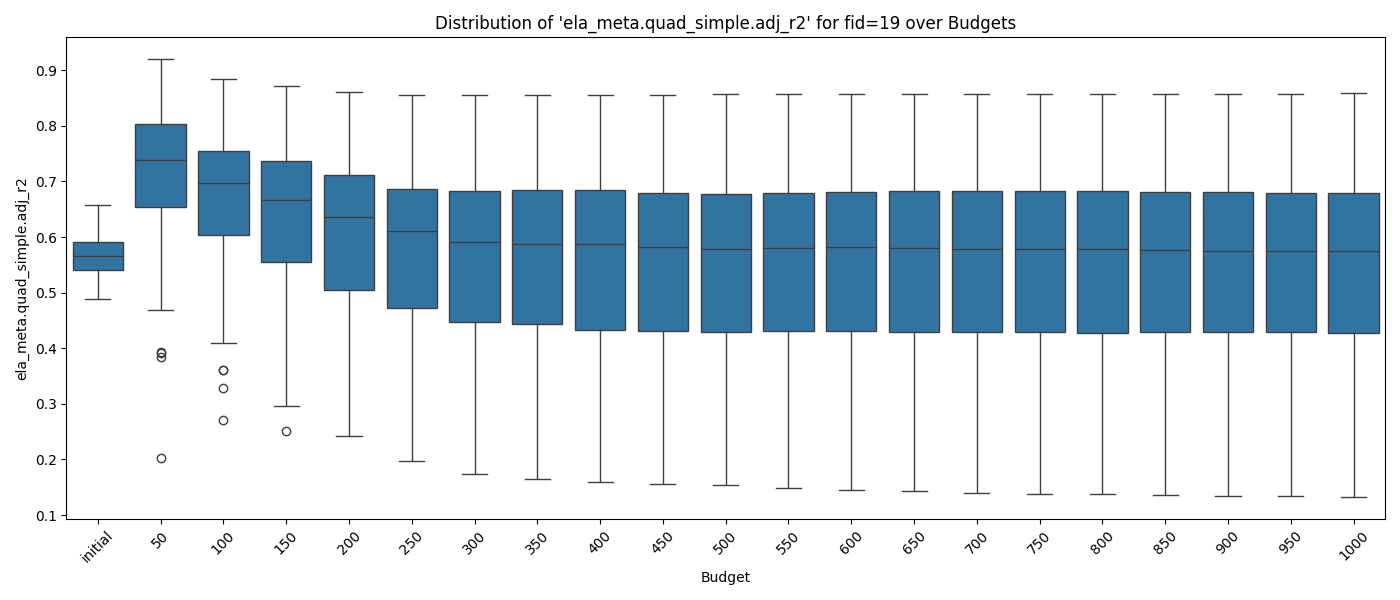 Distribution of 'ela_meta.quad_simple.adj_r2' for fid=19 over Budgets
ela_meta.quad_simple.adj_r2
0.9
0.8
0.7
0.6
0.5
0.4
0.3
0.2
0.1
initial 50 100 150 200 250 300 350 400 450 500 550 600 650 700 750 800 850 900 950 1000
Budget